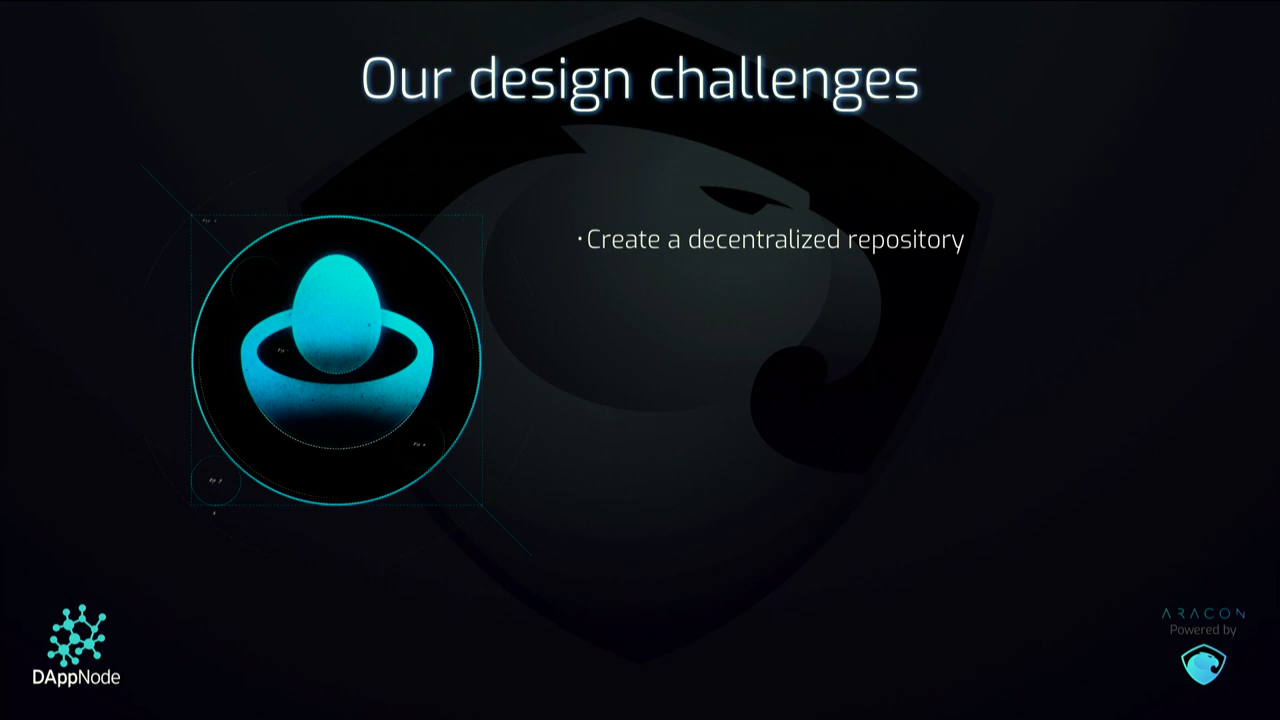 Our design challenges
·Create a decentralized repository
DAppNode
ARACON
Powered by